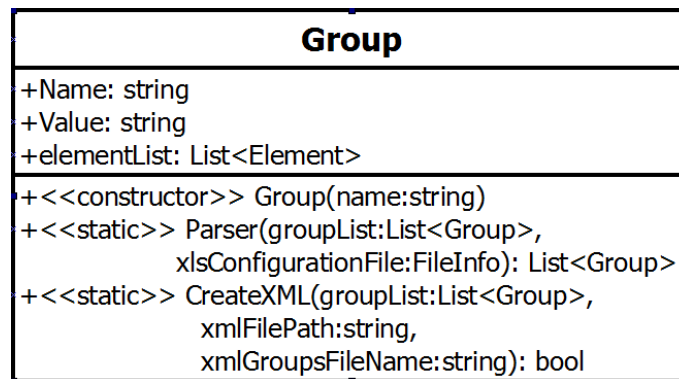 Group
+Name: string
+Value: string
+elementList: List<Element>
+<<constructor>> Group(name:string)
+<<static>> Parser(groupList:List<Group>,
xlsConfigurationFile:FileInfo): List<Group>
+<<static>> CreateXML(groupList:List<Group>,
xmlFilePath:string,
xmlGroupsFileName:string): bool